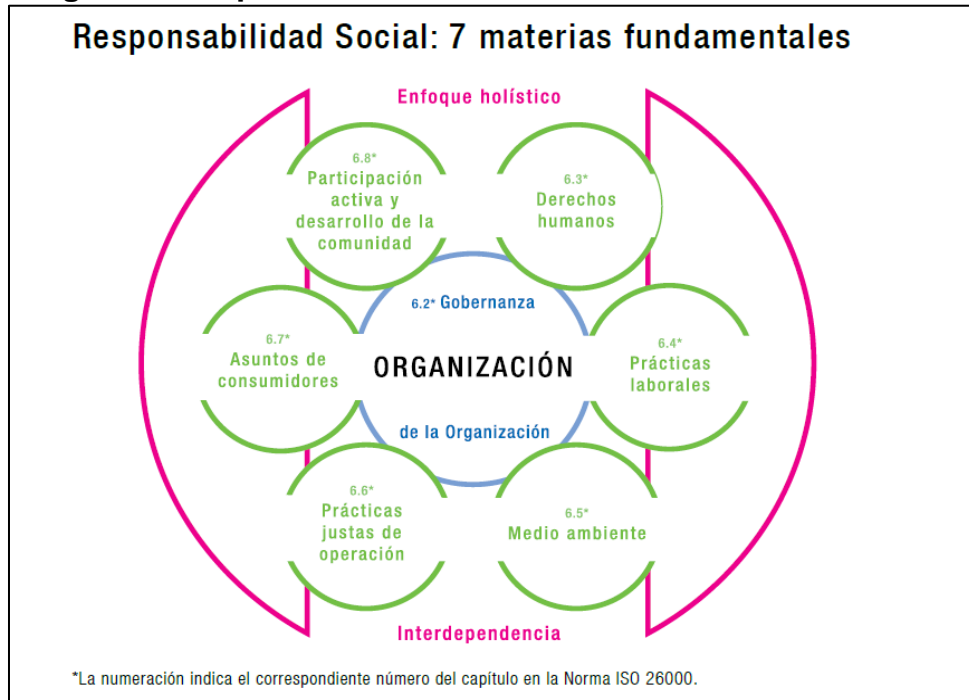 Responsabilidad Social: 7 materias fundamentales
Enfoque holístico
6.8*
Participación
activa y
desarrollo de la
comunidad
6.3*
Derechos
humanos
6.2* Gobernanza
6.7*
Asuntos de
consumidores
ORGANIZACIÓN
6.4*
Prácticas
laborales
de la Organización
6.6*
Prácticas
justas de
operación
6.5*
Medio ambiente
Interdependencia
*La numeración indica el correspondiente número del capítulo en la Norma ISO 26000.